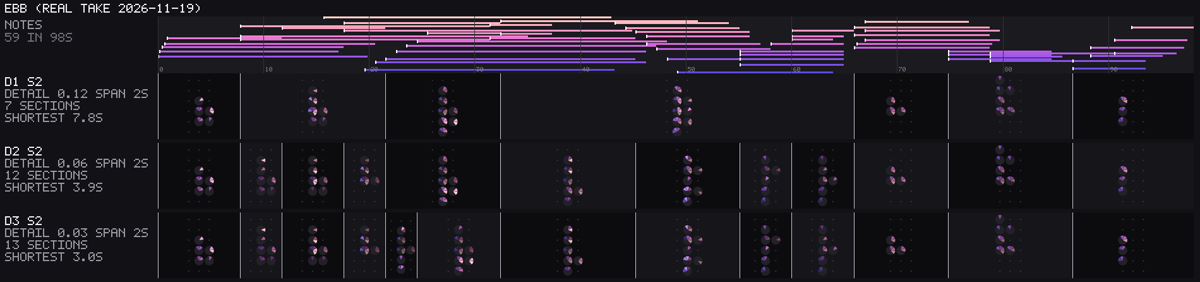 EBB (REAL TAKE 2026-11-19)
NOTES
59 IN 98S
0 10 20 30 40 50 60 70 80 90
D1 S2
DETAIL 0.12 SPAN 2S
7 SECTIONS
SHORTEST 7.8S
D2 S2
DETAIL 0.06 SPAN 2S
12 SECTIONS
SHORTEST 3.9S
D3 S2
DETAIL 0.03 SPAN 2S
13 SECTIONS
SHORTEST 3.0S